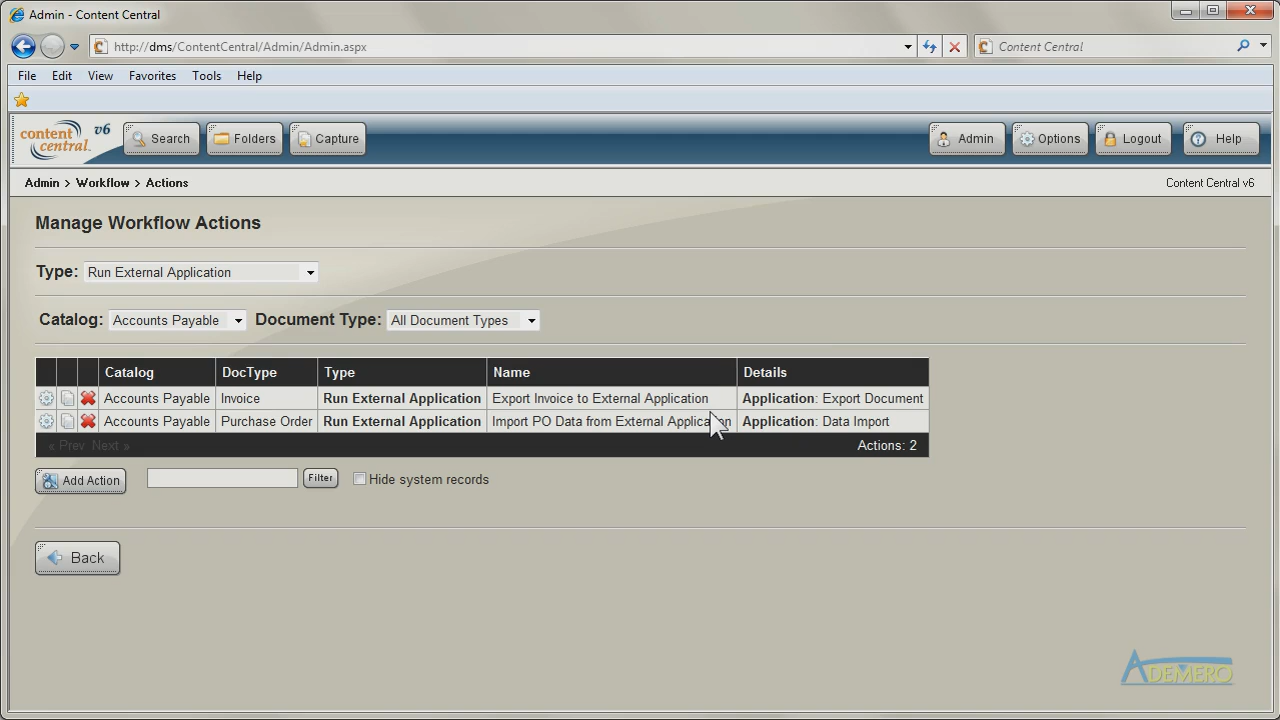 Admin - Content Central
http://dms/ContentCentral/Admin/Admin.aspx
Content Central
File Edit View Favorites Tools Help
content central v6
Search Folders Capture Admin Options Logout Help
Admin > Workflow > Actions
Content Central v6
Manage Workflow Actions
Type: Run External Application
Catalog: Accounts Payable Document Type: All Document Types
Catalog DocType Type Name Details
Accounts Payable Invoice Run External Application Export Invoice to External Application Application: Export Document
Accounts Payable Purchase Order Run External Application Import PO Data from External Application Application: Data Import
« Prev Next » Actions: 2
Add Action Filter Hide system records
Back
ADEMERO